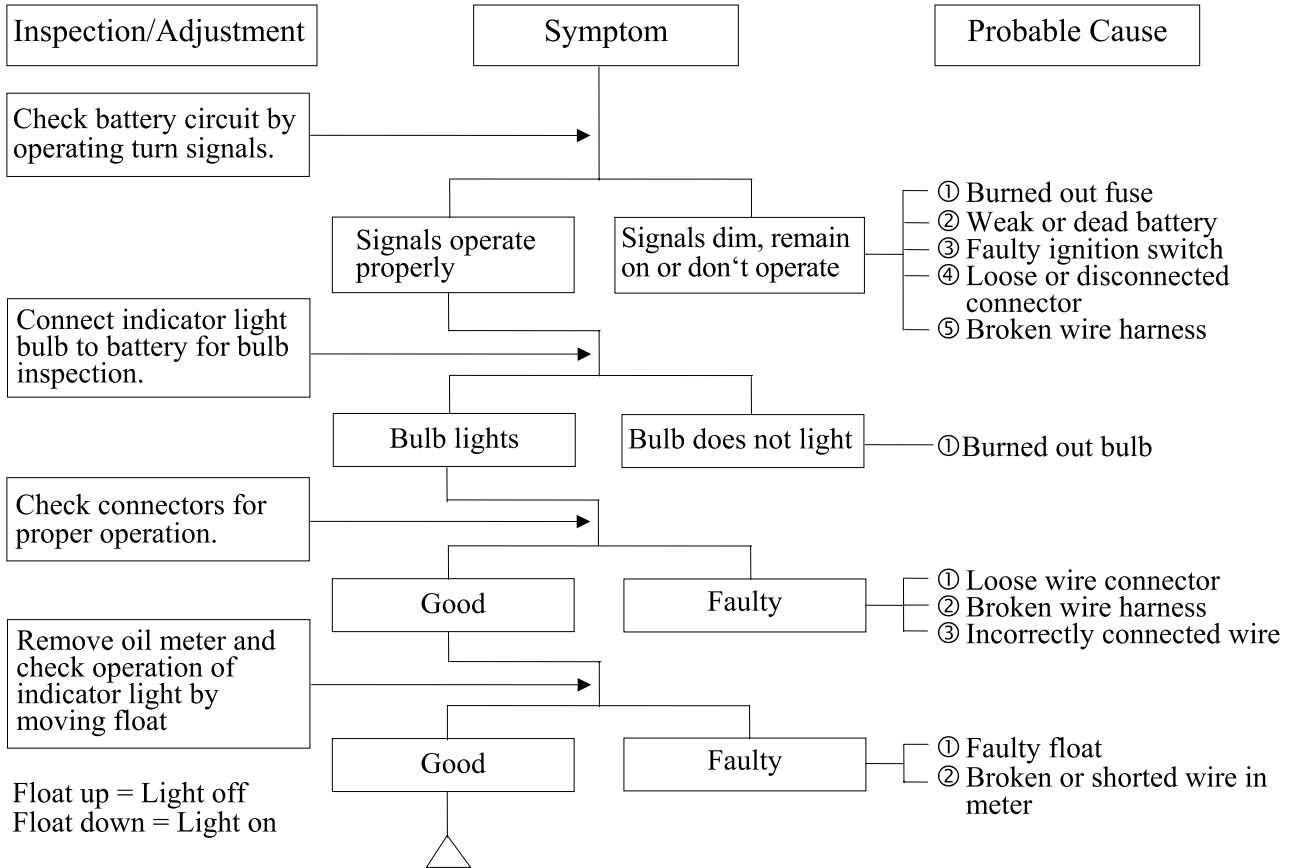 Inspection/Adjustment
Symptom
Probable Cause
Check battery circuit by
operating turn signals.
Signals operate
properly
Signals dim, remain
on or don‘t operate
① Burned out fuse
② Weak or dead battery
③ Faulty ignition switch
④ Loose or disconnected
connector
⑤ Broken wire harness
Connect indicator light
bulb to battery for bulb
inspection.
Bulb lights
Bulb does not light
① Burned out bulb
Check connectors for
proper operation.
Good
Faulty
① Loose wire connector
② Broken wire harness
③ Incorrectly connected wire
Remove oil meter and
check operation of
indicator light by
moving float
Good
Faulty
① Faulty float
② Broken or shorted wire in
meter
Float up = Light off
Float down = Light on